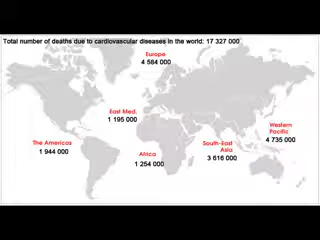 Total number of deaths due to cardiovascular diseases in the world: 17 327 000
Europe
4 584 000
East Med.
1 195 000
Western
Pacific
4 735 000
The Americas
1 944 000
Africa
1 254 000
South-East
Asia
3 616 000